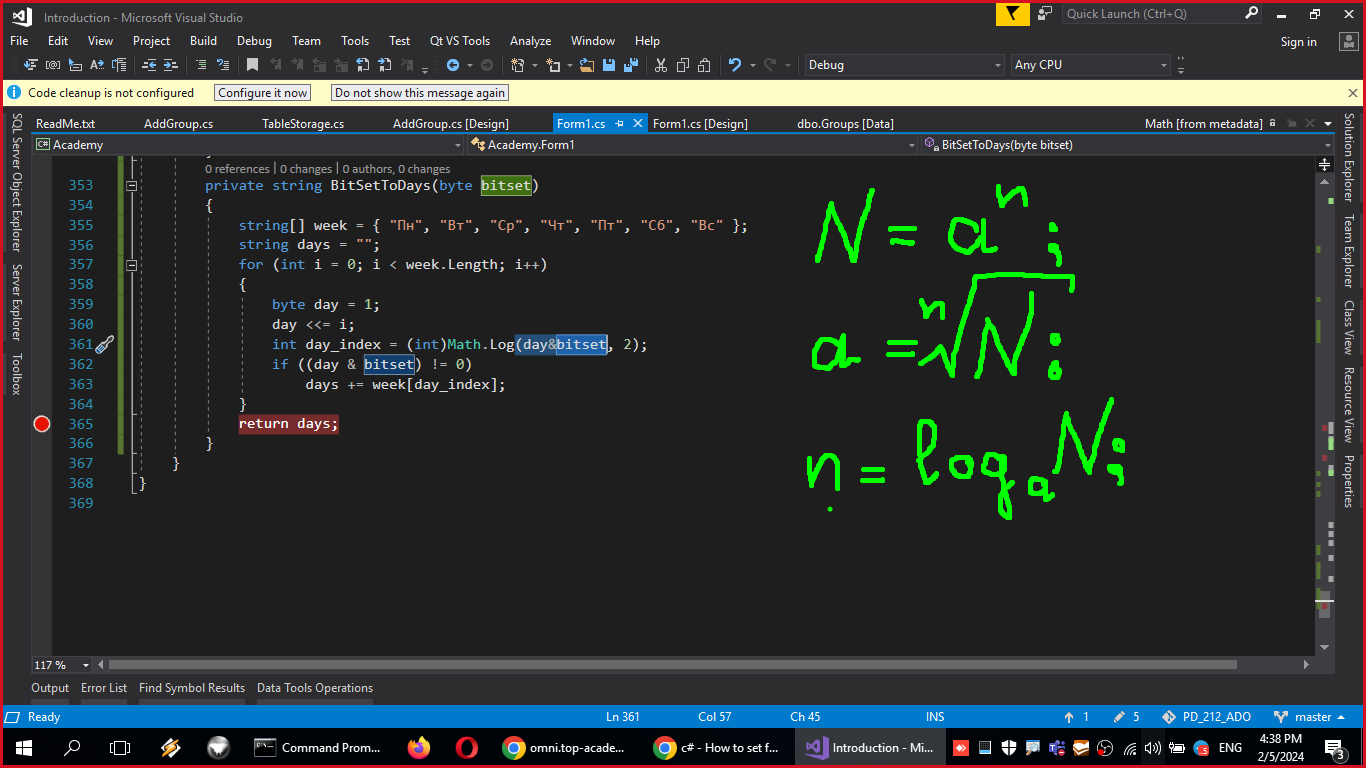 Introduction - Microsoft Visual Studio
Quick Launch (Ctrl+Q)
File Edit View Project Build Debug Team Tools Test Qt VS Tools Analyze Window Help
Sign in
Debug Any CPU
Code cleanup is not configured Configure it now Do not show this message again
ReadMe.txt AddGroup.cs TableStorage.cs AddGroup.cs [Design] Form1.cs Form1.cs [Design] dbo.Groups [Data] Math [from metadata]
C# Academy Academy.Form1 BitSetToDays(byte bitset)
SQL Server Object Explorer
Server Explorer
Toolbox
0 references | 0 changes | 0 authors, 0 changes
353 private string BitSetToDays(byte bitset)
354 {
355 string[] week = { "Пн", "Вт", "Ср", "Чт", "Пт", "Сб", "Вс" };
356 string days = "";
357 for (int i = 0; i < week.Length; i++)
358 {
359 byte day = 1;
360 day <<= i;
361 int day_index = (int)Math.Log(day&bitset, 2);
362 if ((day & bitset) != 0)
363 days += week[day_index];
364 }
365 return days;
366 }
367 }
368 }
369
N = aⁿ;
a = ⁿ√N;
n = logₐN;
Solution Explorer
Team Explorer
Class View
Resource View
Properties
117 %
Output Error List Find Symbol Results Data Tools Operations
Ready Ln 361 Col 57 Ch 45 INS 1 5 PD_212_ADO master
Command Prom... omni.top-acade... c# - How to set f... Introduction - Mi... ENG 4:38 PM
2/5/2024 3